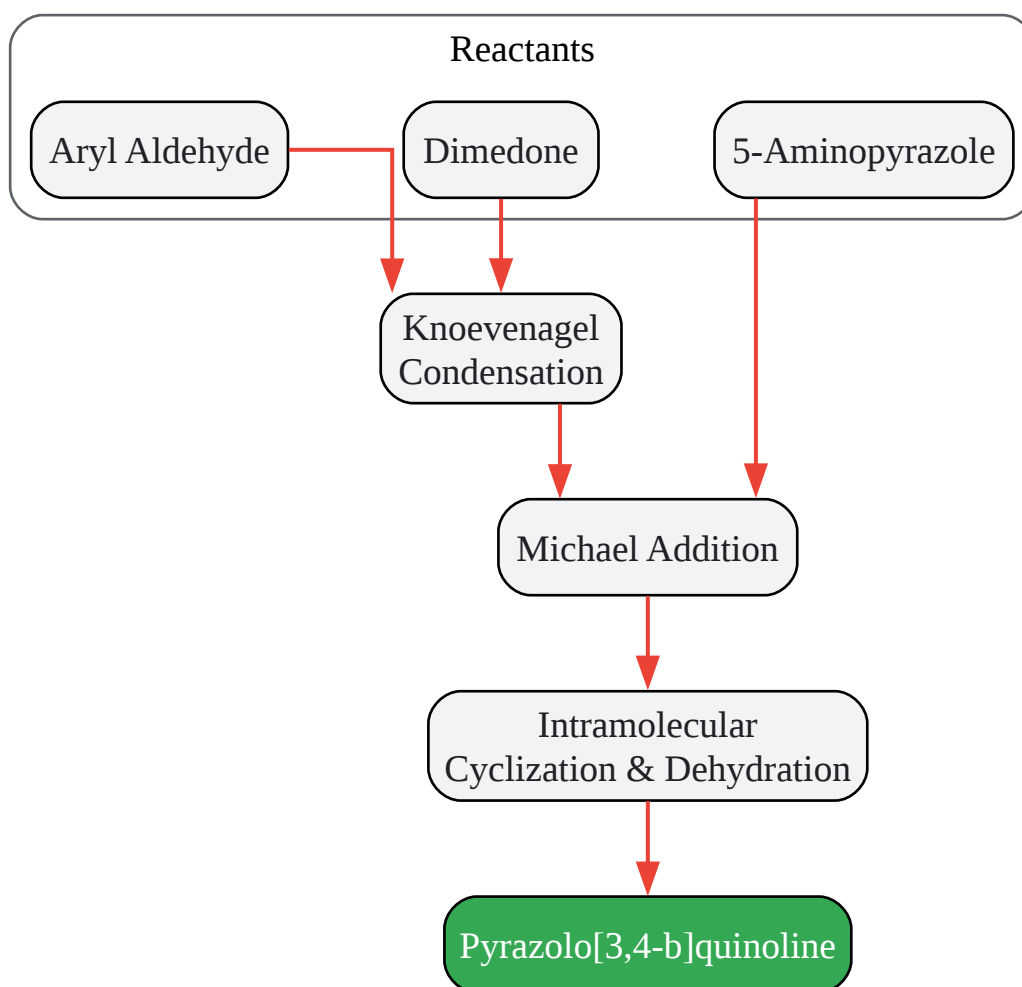 Reactants
Aryl Aldehyde
Dimedone
5-Aminopyrazole
Knoevenagel
Condensation
Michael Addition
Intramolecular
Cyclization & Dehydration
Pyrazolo[3,4-b]quinoline